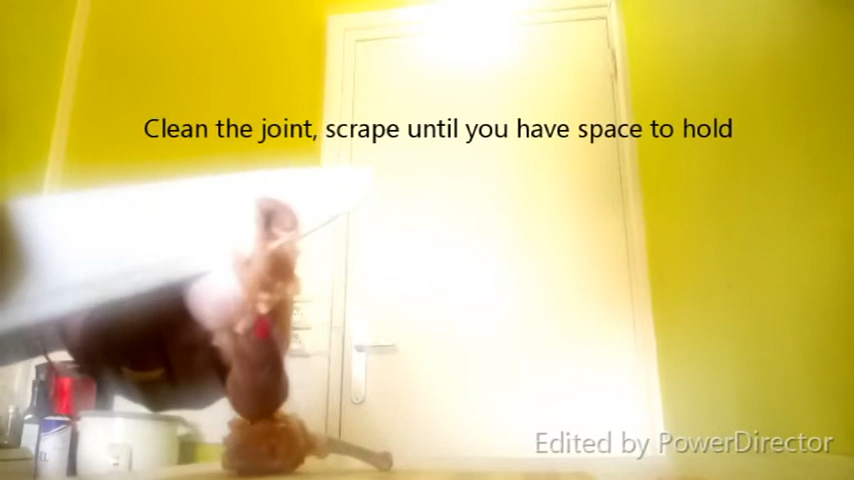 Clean the joint, scrape until you have space to hold
Edited by PowerDirector